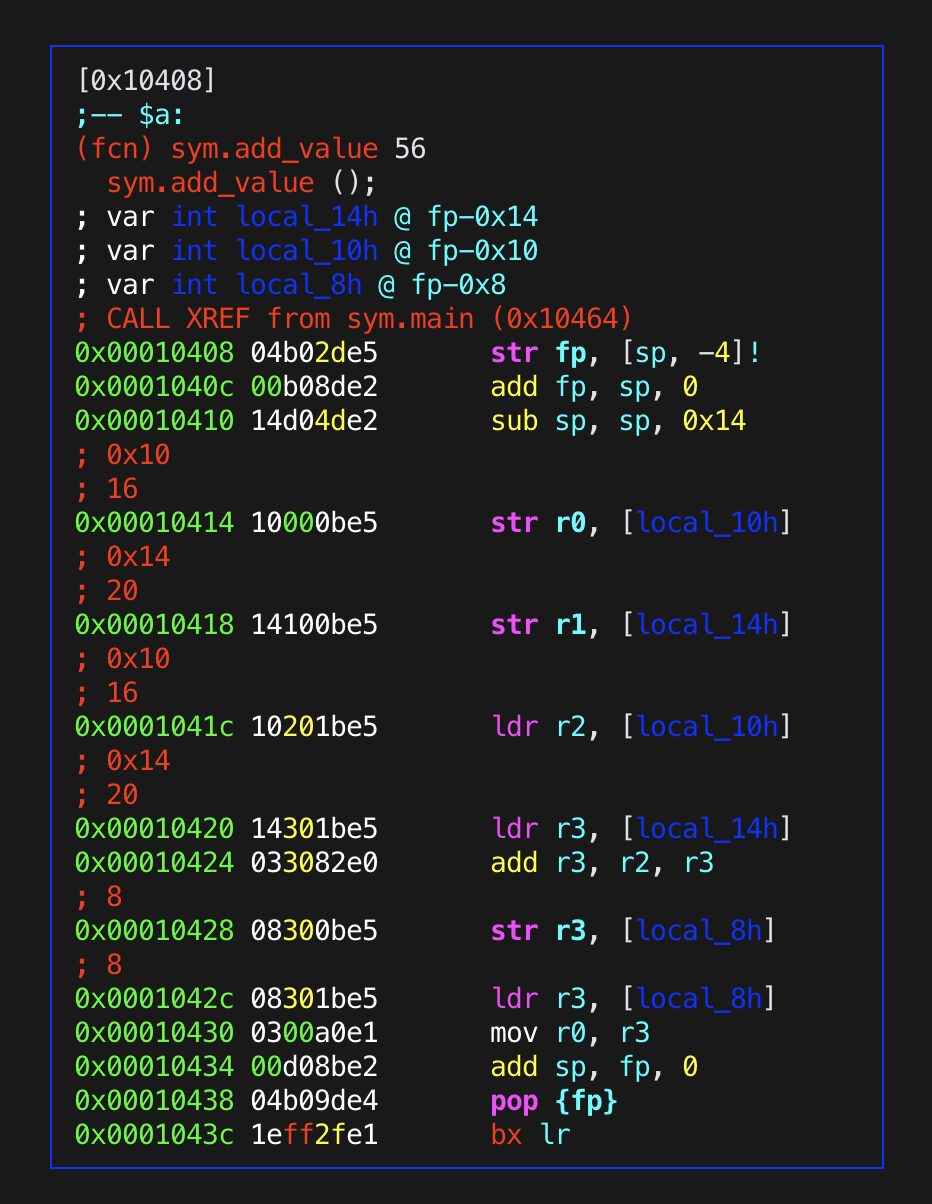 [0x10408]
;-- $a:
(fcn) sym.add_value 56
  sym.add_value ();
; var int local_14h @ fp-0x14
; var int local_10h @ fp-0x10
; var int local_8h @ fp-0x8
; CALL XREF from sym.main (0x10464)
0x00010408 04b02de5       str fp, [sp, -4]!
0x0001040c 00b08de2       add fp, sp, 0
0x00010410 14d04de2       sub sp, sp, 0x14
; 0x10
; 16
0x00010414 10000be5       str r0, [local_10h]
; 0x14
; 20
0x00010418 14100be5       str r1, [local_14h]
; 0x10
; 16
0x0001041c 10201be5       ldr r2, [local_10h]
; 0x14
; 20
0x00010420 14301be5       ldr r3, [local_14h]
0x00010424 033082e0       add r3, r2, r3
; 8
0x00010428 08300be5       str r3, [local_8h]
; 8
0x0001042c 08301be5       ldr r3, [local_8h]
0x00010430 0300a0e1       mov r0, r3
0x00010434 00d08be2       add sp, fp, 0
0x00010438 04b09de4       pop {fp}
0x0001043c 1eff2fe1       bx lr